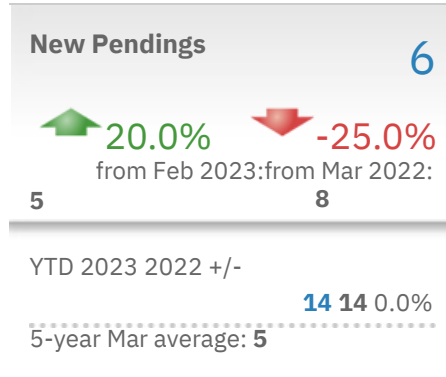 New Pendings
6
20.0% -25.0%
from Feb 2023:from Mar 2022:
5 8
YTD 2023 2022 +/-
14 14 0.0%
5-year Mar average: 5